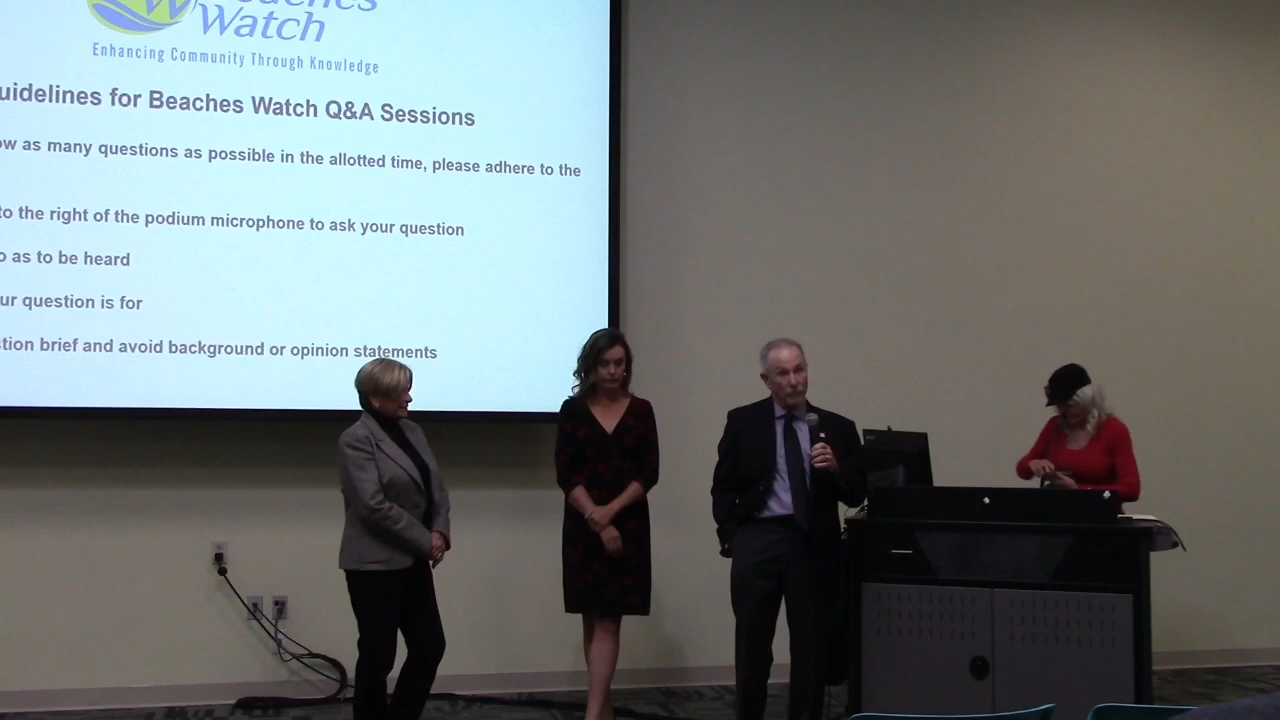 Watch
Enhancing Community Through Knowledge
uidelines for Beaches Watch Q&A Sessions
ow as many questions as possible in the allotted time, please adhere to the
to the right of the podium microphone to ask your question
o as to be heard
ur question is for
stion brief and avoid background or opinion statements